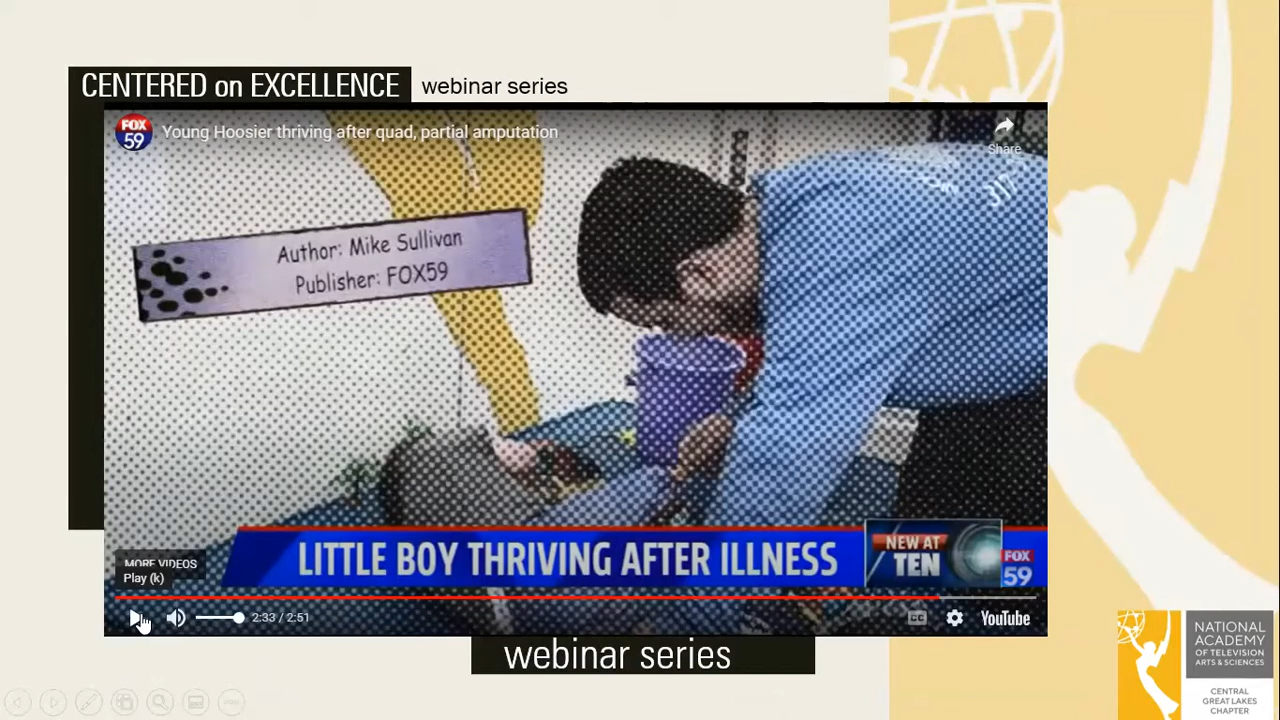 CENTERED on EXCELLENCE webinar series
FOX
59
Young Hoosier thriving after quad, partial amputation
Share
Author: Mike Sullivan
Publisher: FOX59
LITTLE BOY THRIVING AFTER ILLNESS
NEW AT
TEN
FOX
59
MORE VIDEOS
Play (k)
2:33 / 2:51
CC
YouTube
webinar series
NATIONAL
ACADEMY
OF TELEVISION
ARTS & SCIENCES
CENTRAL
GREAT LAKES
CHAPTER